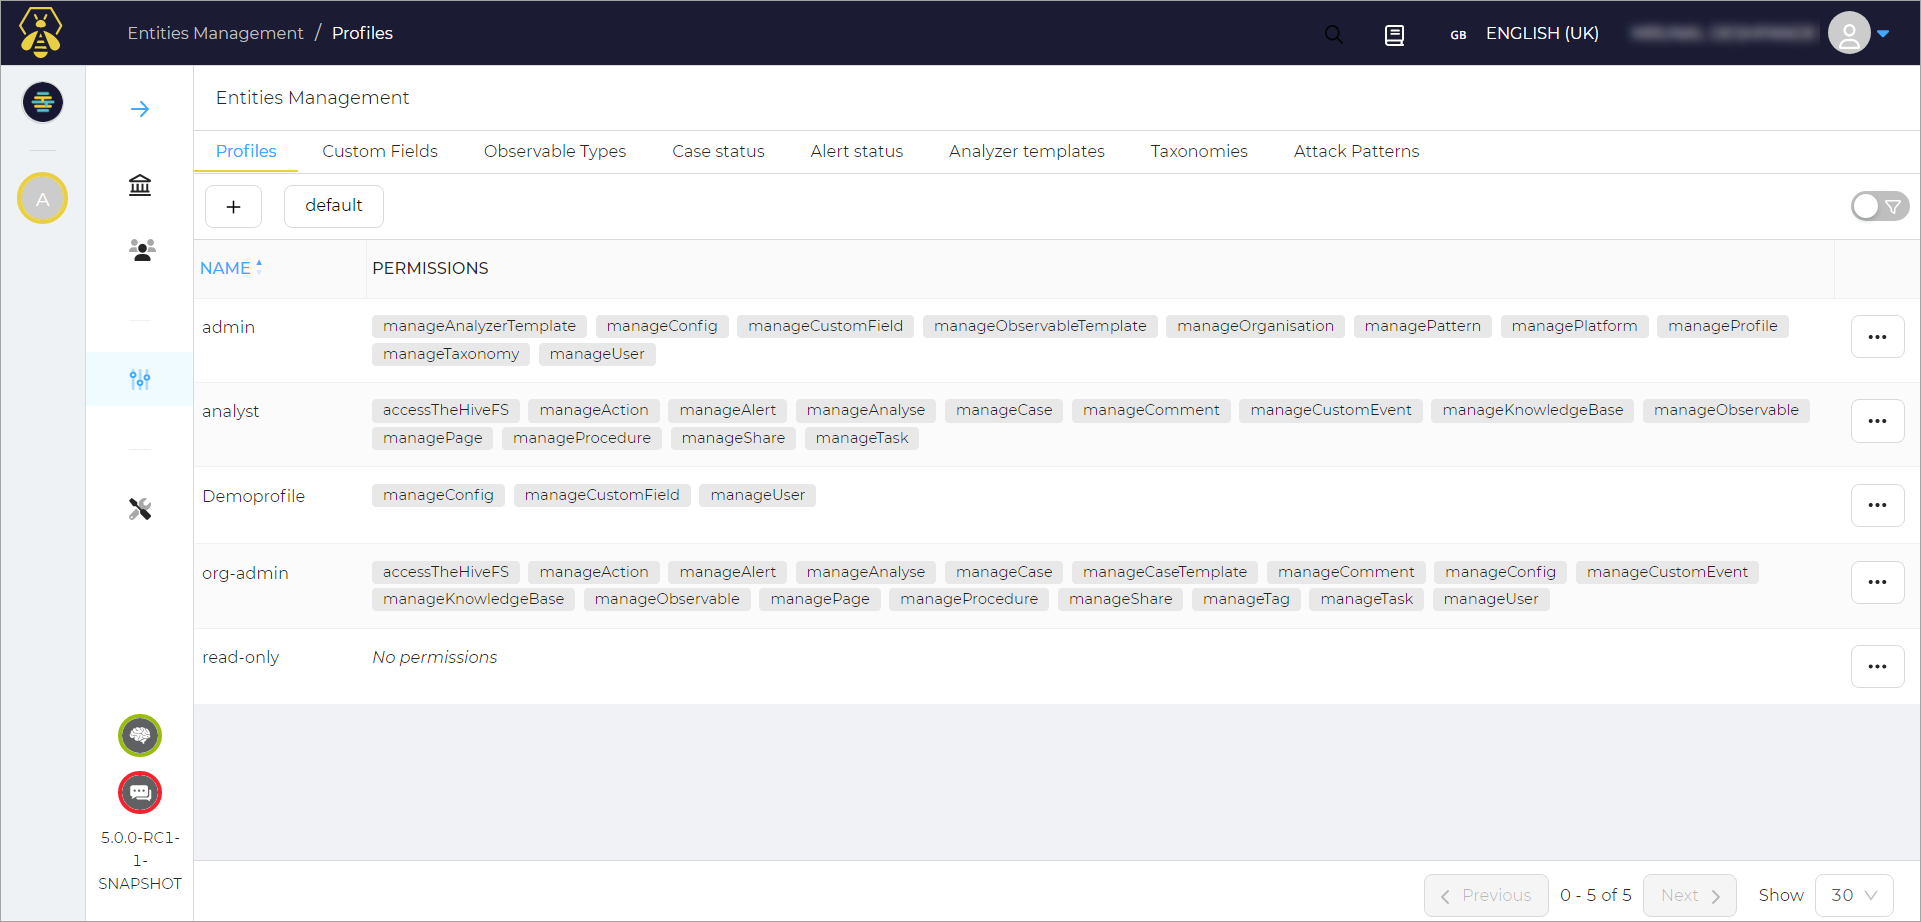 Entities Management / Profiles
GB ENGLISH (UK)
A
Entities Management
Profiles Custom Fields Observable Types Case status Alert status Analyzer templates Taxonomies Attack Patterns
+ default
NAME PERMISSIONS
admin manageAnalyzerTemplate manageConfig manageCustomField manageObservableTemplate manageOrganisation managePattern managePlatform manageProfile
manageTaxonomy manageUser
analyst accessTheHiveFS manageAction manageAlert manageAnalyse manageCase manageComment manageCustomEvent manageKnowledgeBase manageObservable
managePage manageProcedure manageShare manageTask
Demoprofile manageConfig manageCustomField manageUser
org-admin accessTheHiveFS manageAction manageAlert manageAnalyse manageCase manageCaseTemplate manageComment manageConfig manageCustomEvent
manageKnowledgeBase manageObservable managePage manageProcedure manageShare manageTag manageTask manageUser
read-only No permissions
5.0.0-RC1-
1-
SNAPSHOT
Previous 0 - 5 of 5 Next Show 30